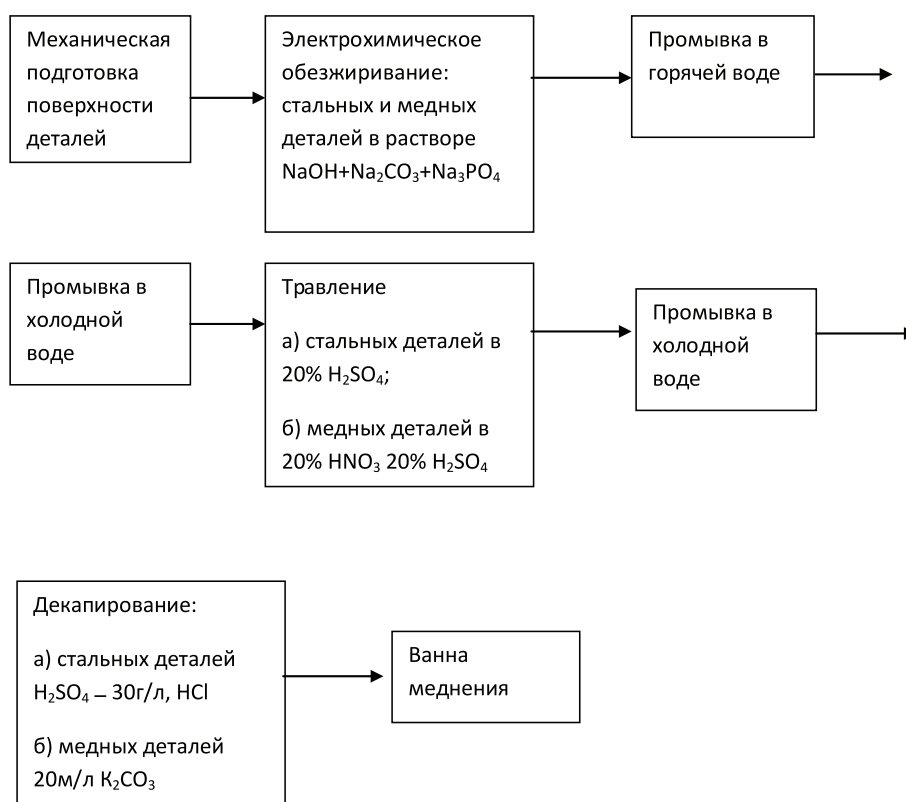 Механическая
подготовка
поверхности
деталей
Электрохимическое
обезжиривание:
стальных и медных
деталей в растворе
NaOH+Na₂CO₃+Na₃PO₄
Промывка в
горячей воде
Промывка в
холодной
воде
Травление
а) стальных деталей в
20% H₂SO₄;
б) медных деталей в
20% HNO₃ 20% H₂SO₄
Промывка в
холодной
воде
Декапирование:
а) стальных деталей
H₂SO₄ – 30г/л, HCl
б) медных деталей
20м/л К₂CO₃
Ванна
меднения